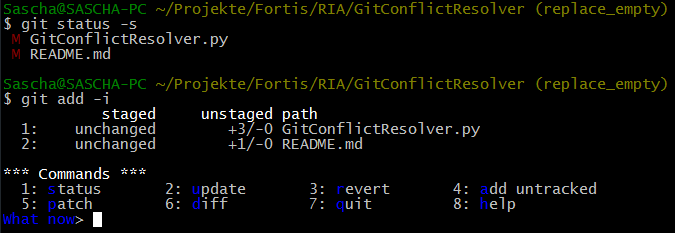 Sascha@SASCHA-PC ~/Projekte/Fortis/RIA/GitConflictResolver (replace_empty)
$ git status -s
 M GitConflictResolver.py
 M README.md

Sascha@SASCHA-PC ~/Projekte/Fortis/RIA/GitConflictResolver (replace_empty)
$ git add -i
           staged     unstaged path
  1:    unchanged        +3/-0 GitConflictResolver.py
  2:    unchanged        +1/-0 README.md

*** Commands ***
  1: status       2: update       3: revert       4: add untracked
  5: patch        6: diff         7: quit         8: help
What now>